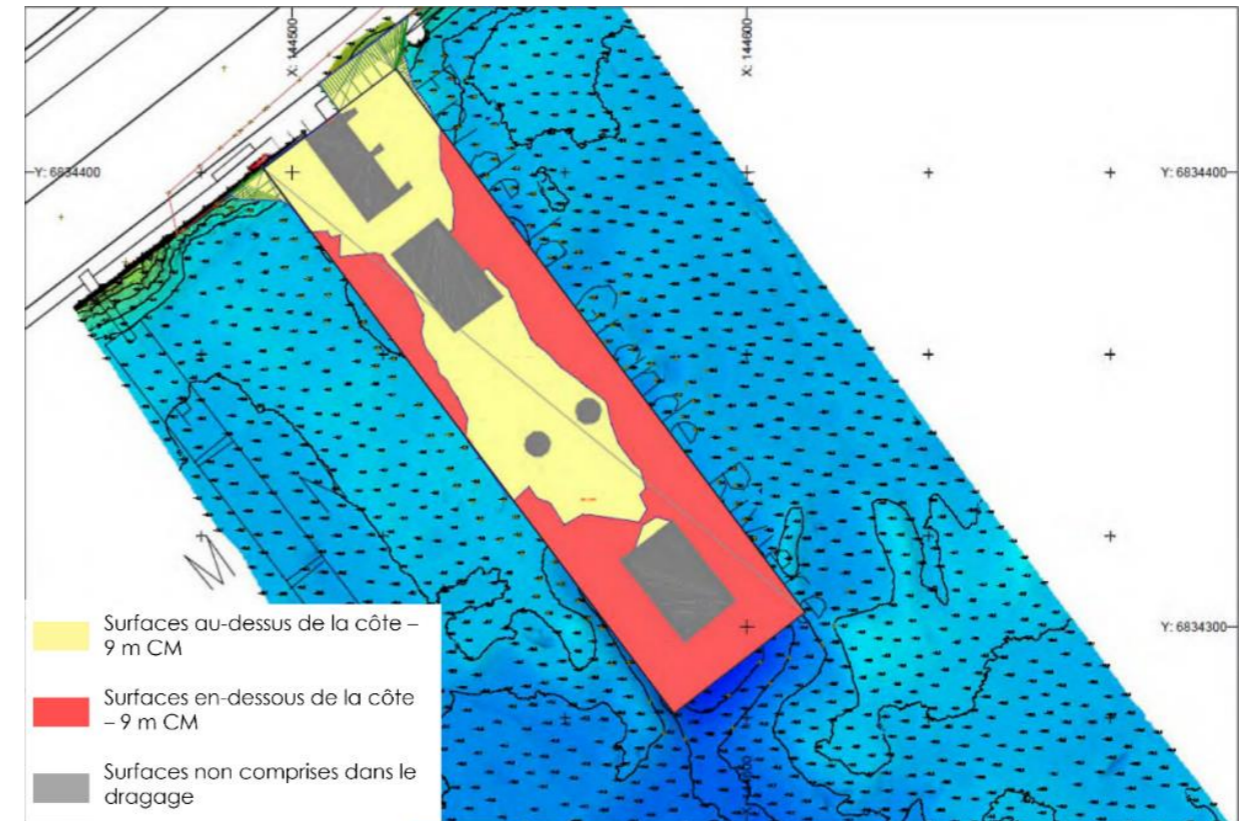 X: 144500
X: 144600
Y: 6834400
Y: 6834400
Y: 6834300
M
Surfaces au-dessus de la côte –
9 m CM
Surfaces en-dessous de la côte
– 9 m CM
Surfaces non comprises dans le
dragage